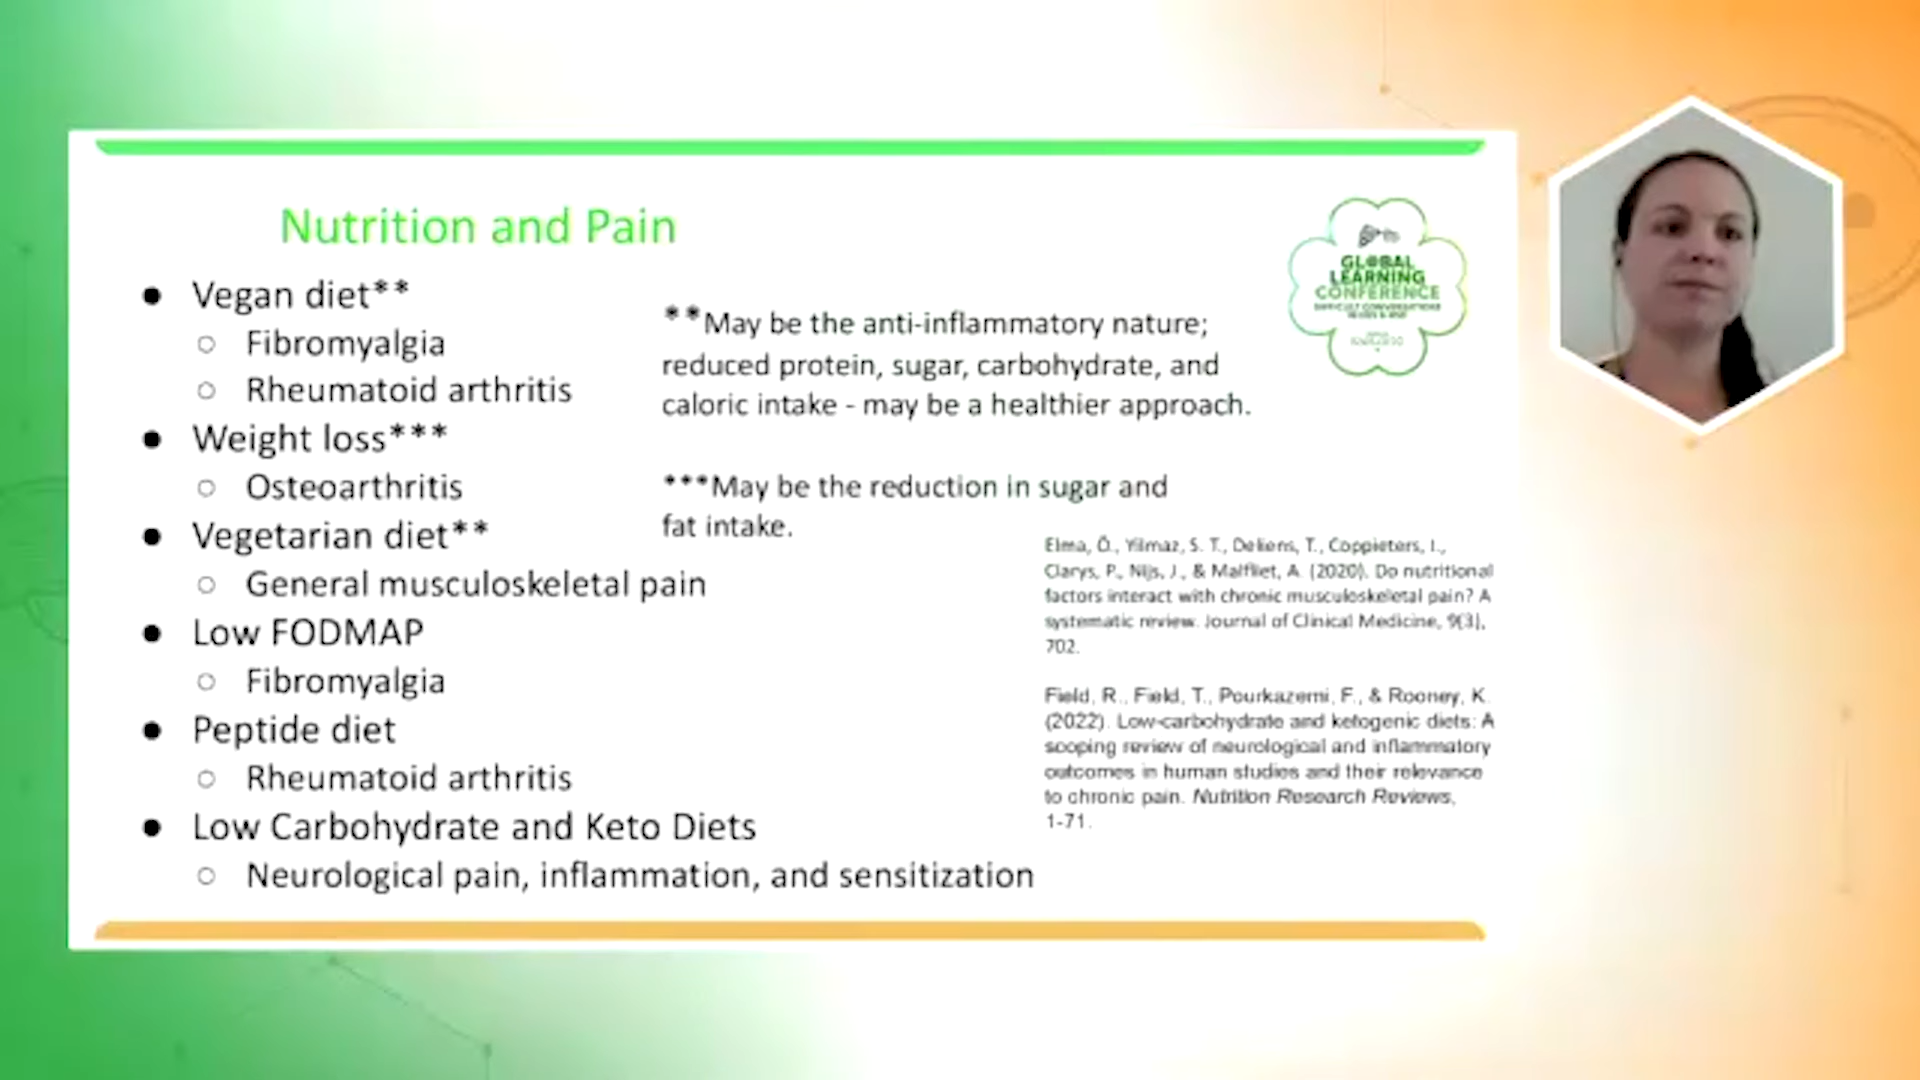 Nutrition and Pain
● Vegan diet**
○ Fibromyalgia
○ Rheumatoid arthritis
● Weight loss***
○ Osteoarthritis
● Vegetarian diet**
○ General musculoskeletal pain
● Low FODMAP
○ Fibromyalgia
● Peptide diet
○ Rheumatoid arthritis
● Low Carbohydrate and Keto Diets
○ Neurological pain, inflammation, and sensitization
**May be the anti-inflammatory nature;
reduced protein, sugar, carbohydrate, and
caloric intake - may be a healthier approach.
***May be the reduction in sugar and
fat intake.
GLOBAL
LEARNING
CONFERENCE
Elma, Ö., Yilmaz, S. T., Deliens, T., Coppieters, I.,
Clarys, P., Nijs, J., & Malfliet, A. (2020). Do nutritional
factors interact with chronic musculoskeletal pain? A
systematic review. Journal of Clinical Medicine, 9(3),
702.
Field, R., Field, T., Pourkazemi, F., & Rooney, K.
(2022). Low-carbohydrate and ketogenic diets: A
scoping review of neurological and inflammatory
outcomes in human studies and their relevance
to chronic pain. Nutrition Research Reviews,
1-71.